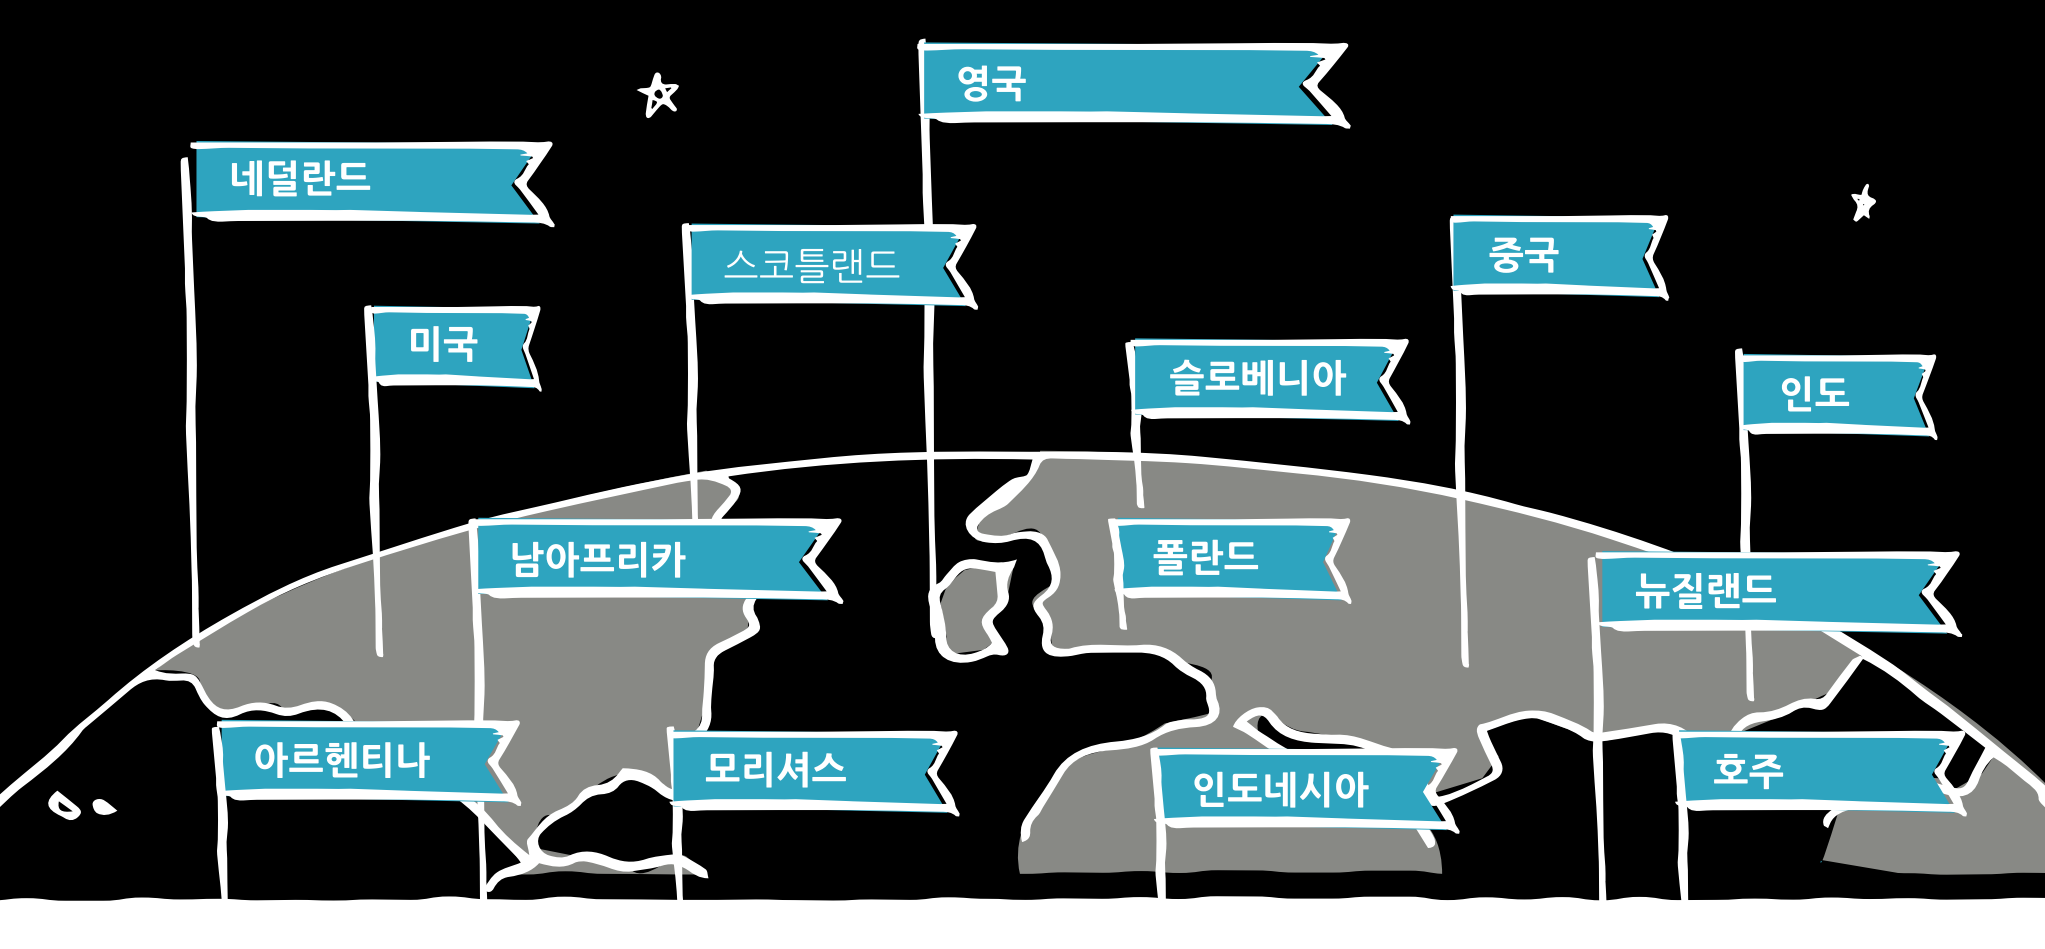 영국
네덜란드
스코틀랜드
중국
미국
슬로베니아
인도
남아프리카
폴란드
뉴질랜드
아르헨티나
모리셔스
인도네시아
호주